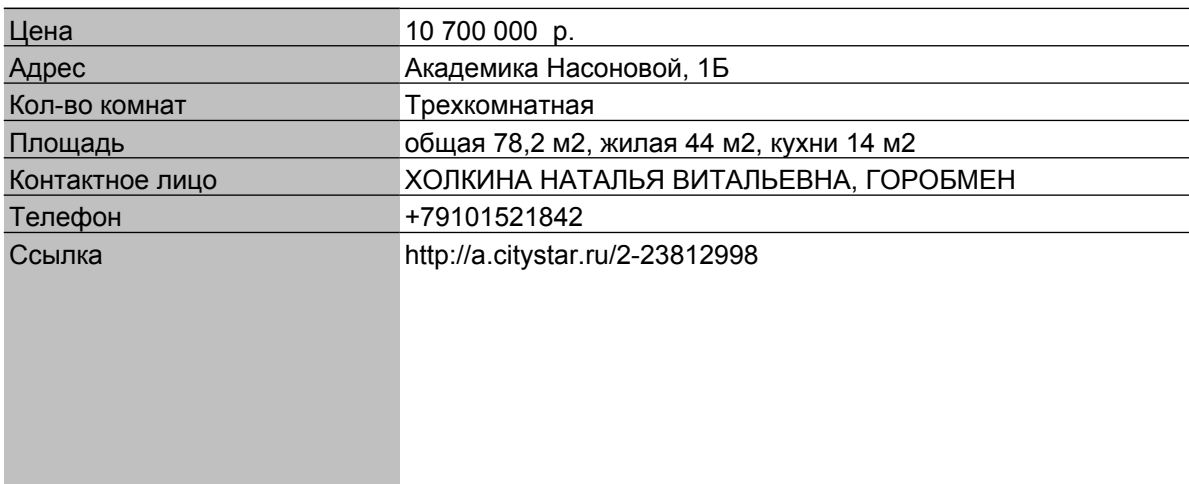 Цена 10 700 000 р.
Адрес Академика Насоновой, 1Б
Кол-во комнат Трехкомнатная
Площадь общая 78,2 м2, жилая 44 м2, кухни 14 м2
Контактное лицо ХОЛКИНА НАТАЛЬЯ ВИТАЛЬЕВНА, ГОРОБМЕН
Телефон +79101521842
Ссылка http://a.citystar.ru/2-23812998